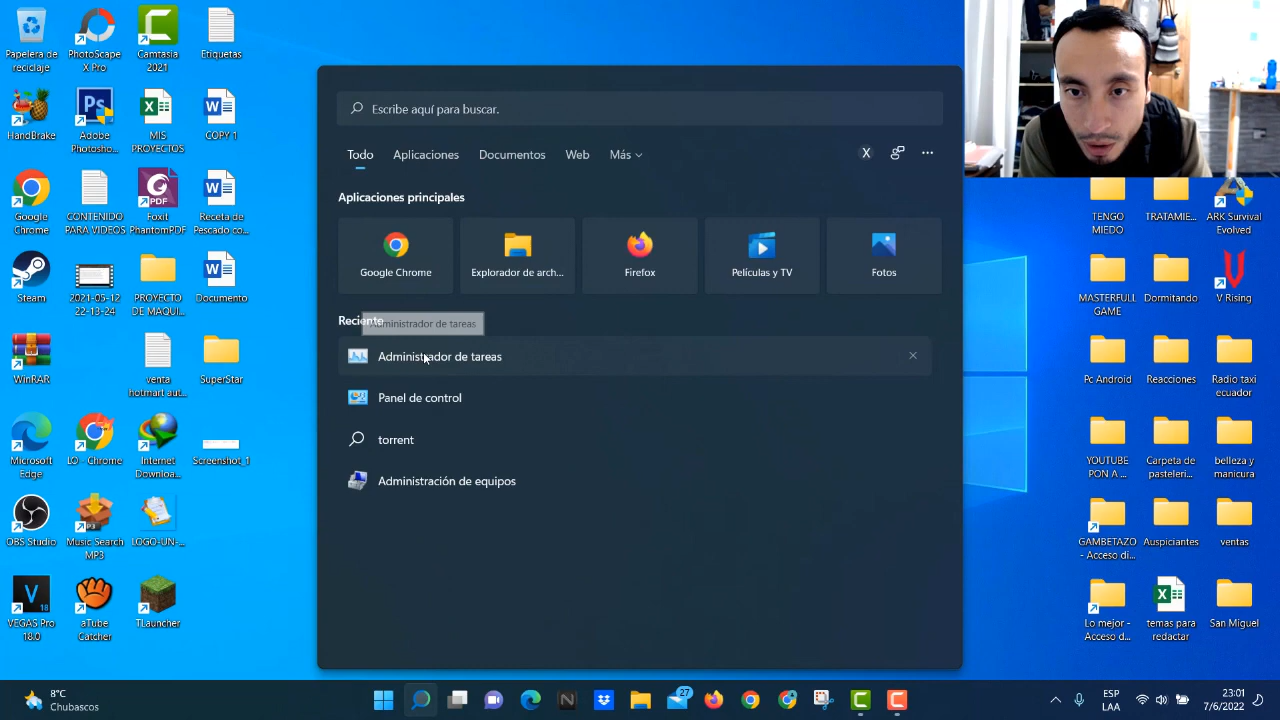 Papelera de
reciclaje
PhotoScape
X Pro
Camtasia
2021
Etiquetas
HandBrake
Adobe
Photosho...
MIS
PROYECTOS
COPY 1
Google
Chrome
CONTENIDO
PARA VIDEOS
Foxit
PhantomPDF
Receta de
Pescado co...
Steam
2021-05-12
22-13-24
PROYECTO
DE MAQUI...
Documento
WinRAR
venta
hotmart aut...
SuperStar
Microsoft
Edge
LO - Chrome
Internet
Downloa...
Screenshot_1
OBS Studio
Music Search
MP3
LOGO-UN-...
VEGAS Pro
18.0
aTube
Catcher
TLauncher
Escribe aquí para buscar.
Todo Aplicaciones Documentos Web Más
X
Aplicaciones principales
Google Chrome
Explorador de arch...
Firefox
Películas y TV
Fotos
Reciente
Administrador de tareas
Administrador de tareas
Panel de control
torrent
Administración de equipos
TENGO
MIEDO
TRATAMIE...
ARK Survival
Evolved
MASTERFULL
GAME
Dormitando
V Rising
Pc Android
Reacciones
Radio taxi
ecuador
YOUTUBE
PON A ...
Carpeta de
pasteleri...
belleza y
manicura
GAMBETAZO
- Acceso di...
Auspiciantes
ventas
Lo mejor -
Acceso d...
temas para
redactar
San Miguel
8°C
Chubascos
27
ESP
LAA
23:01
7/6/2022